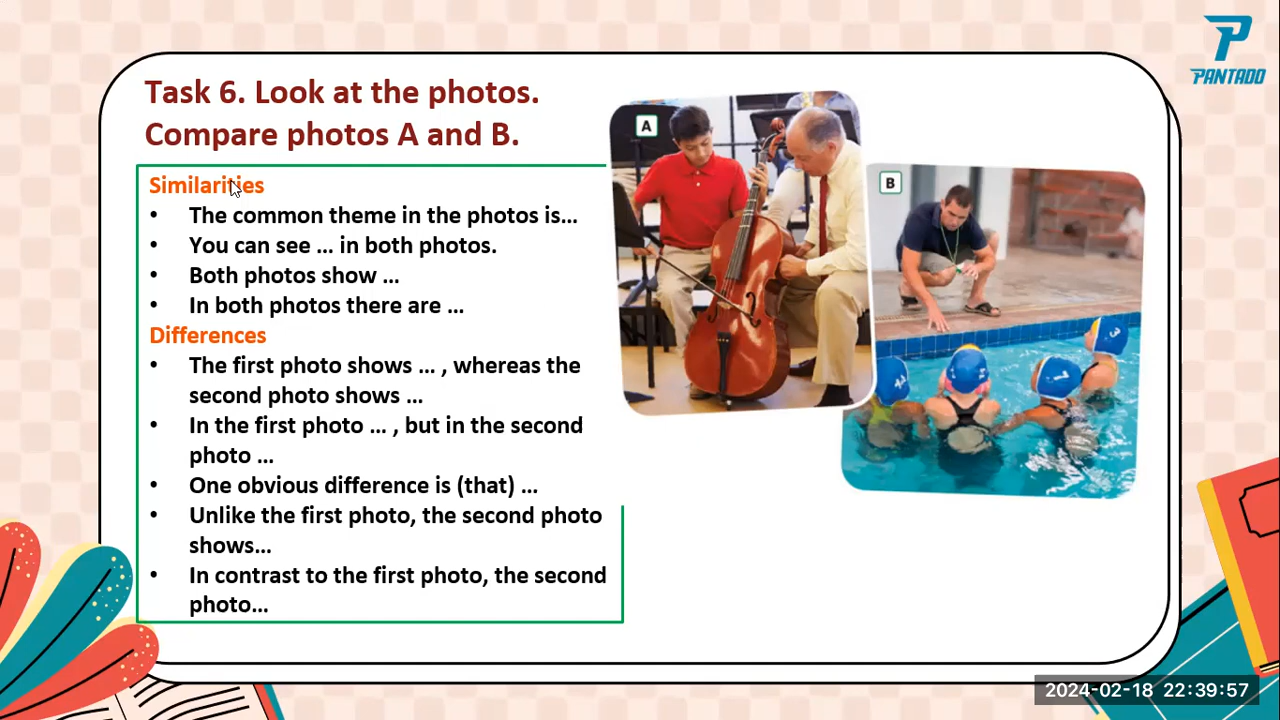 PANTADO
Task 6. Look at the photos.
Compare photos A and B.
Similarities
• The common theme in the photos is...
• You can see ... in both photos.
• Both photos show ...
• In both photos there are ...
Differences
• The first photo shows ... , whereas the
second photo shows ...
• In the first photo ... , but in the second
photo ...
• One obvious difference is (that) ...
• Unlike the first photo, the second photo
shows...
• In contrast to the first photo, the second
photo...
A
B
3
7
2024-02-18 22:39:57